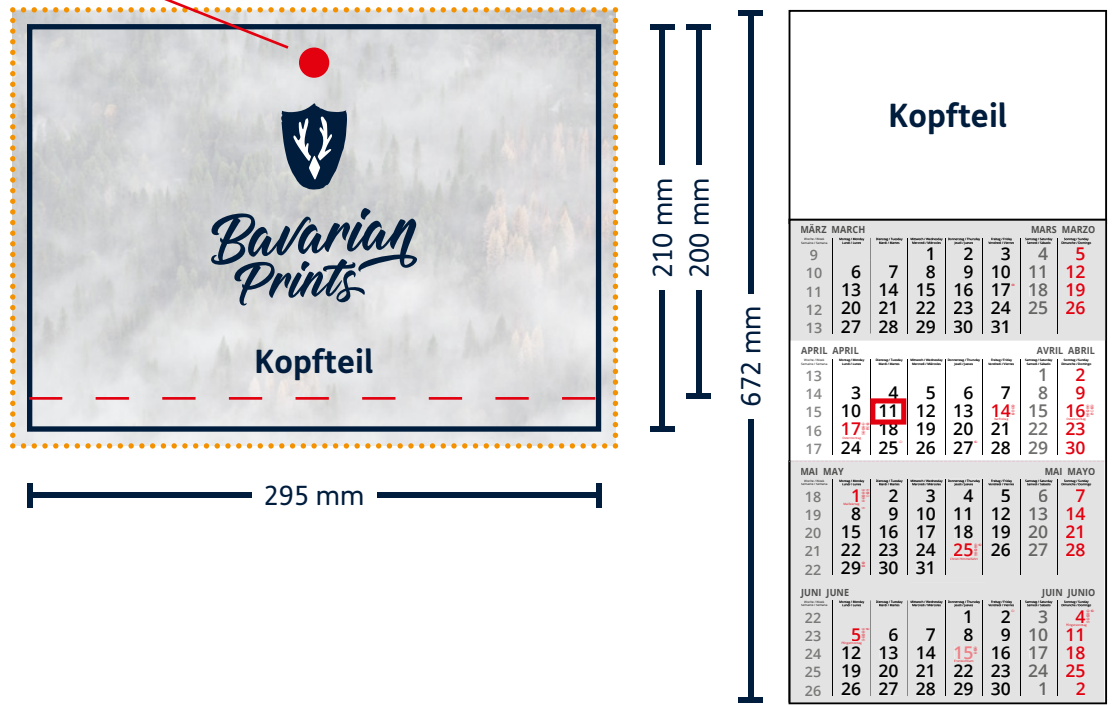 Bavarian
Prints
Kopfteil
295 mm
210 mm
200 mm
672 mm
Kopfteil
MÄRZ MARCH MARS MARZO
9 1 2 3 4 5
10 6 7 8 9 10 11 12
11 13 14 15 16 17 18 19
12 20 21 22 23 24 25 26
13 27 28 29 30 31
APRIL APRIL AVRIL ABRIL
13 1 2
14 3 4 5 6 7 8 9
15 10 11 12 13 14 15 16
16 17 18 19 20 21 22 23
17 24 25 26 27 28 29 30
MAI MAY MAI MAYO
18 1 2 3 4 5 6 7
19 8 9 10 11 12 13 14
20 15 16 17 18 19 20 21
21 22 23 24 25 26 27 28
22 29 30 31
JUNI JUNE JUIN JUNIO
22 1 2 3 4
23 5 6 7 8 9 10 11
24 12 13 14 15 16 17 18
25 19 20 21 22 23 24 25
26 26 27 28 29 30 1 2